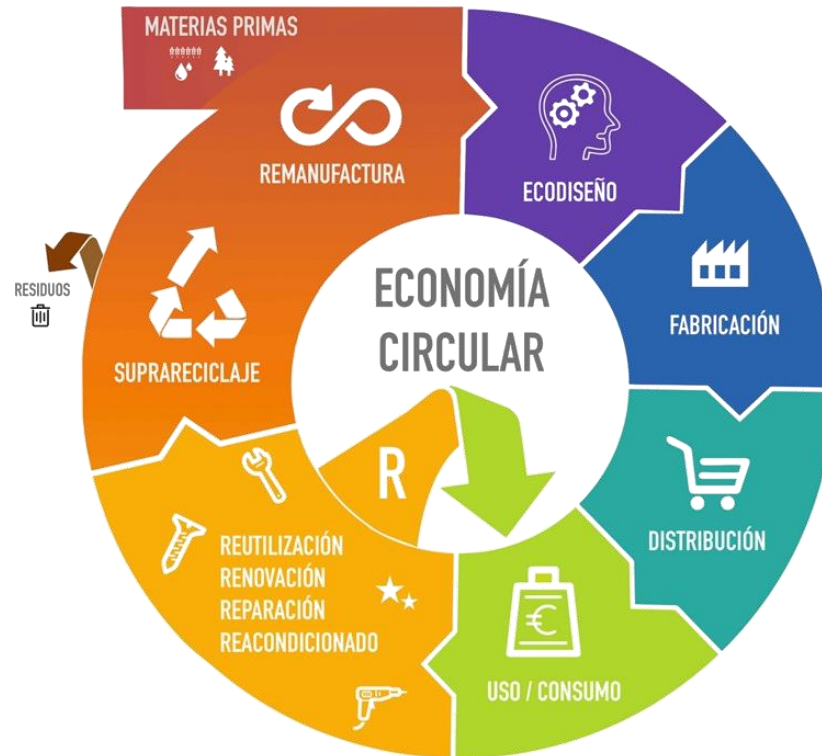 MATERIAS PRIMAS
REMANUFACTURA
ECODISEÑO
RESIDUOS
SUPRARECICLAJE
ECONOMÍA
CIRCULAR
FABRICACIÓN
R
DISTRIBUCIÓN
REUTILIZACIÓN
RENOVACIÓN
REPARACIÓN
REACONDICIONADO
€
USO / CONSUMO